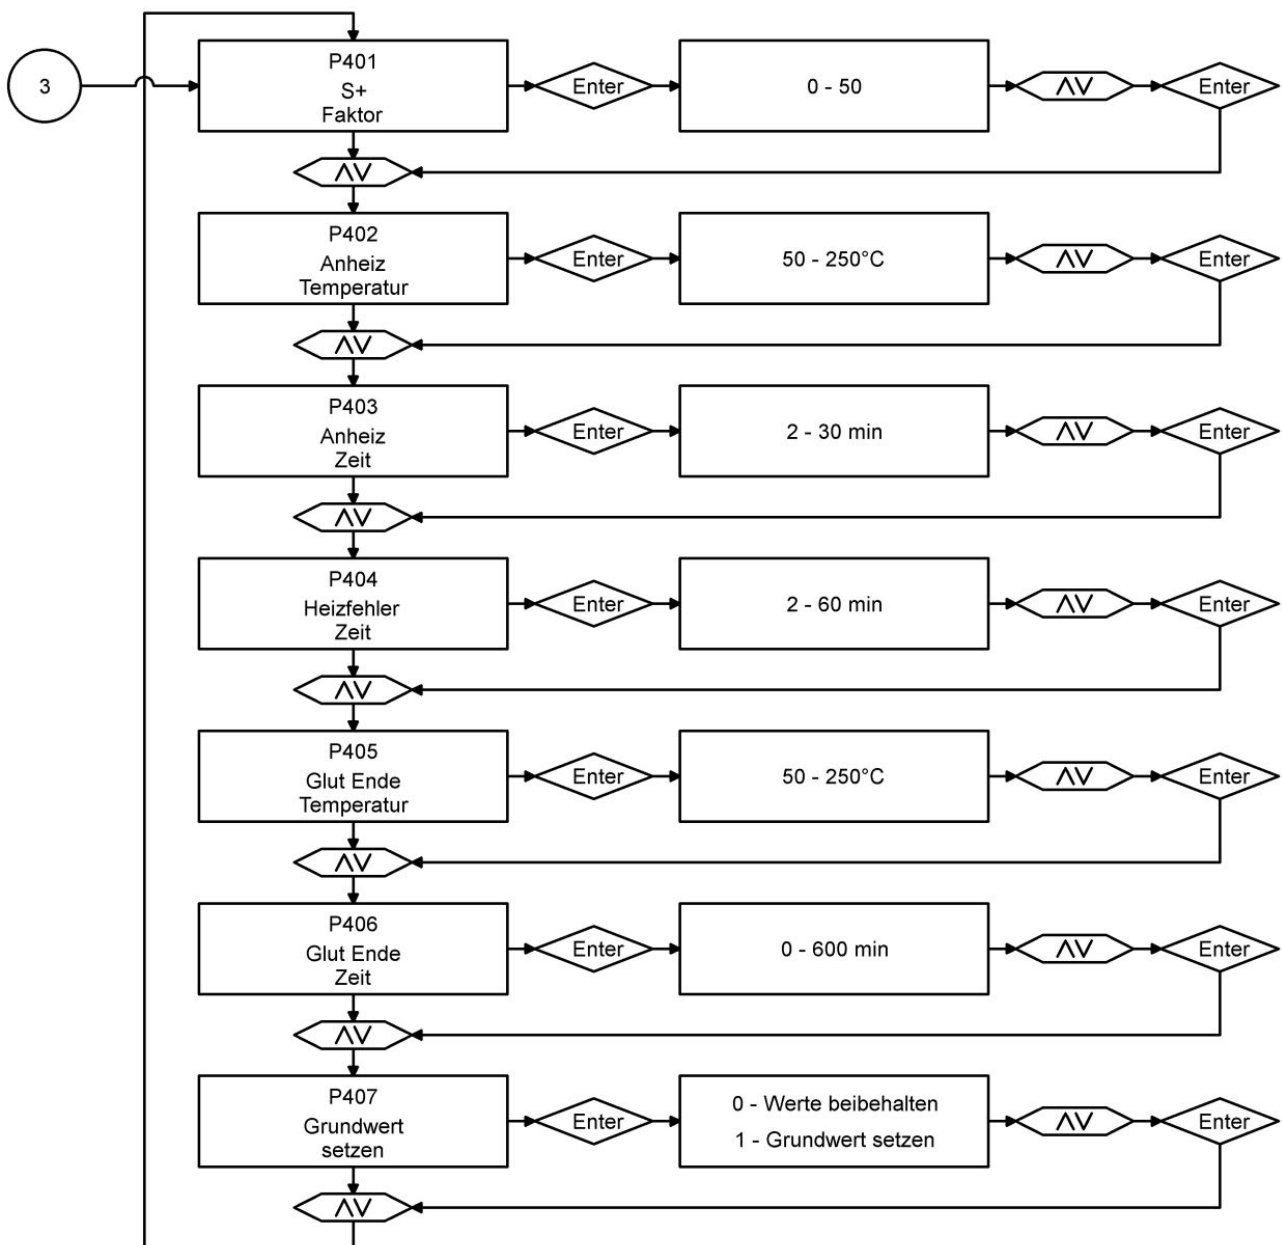 3
P401
S+
Faktor
Enter
0 - 50
ΛV
Enter
ΛV
P402
Anheiz
Temperatur
Enter
50 - 250°C
ΛV
Enter
ΛV
P403
Anheiz
Zeit
Enter
2 - 30 min
ΛV
Enter
ΛV
P404
Heizfehler
Zeit
Enter
2 - 60 min
ΛV
Enter
ΛV
P405
Glut Ende
Temperatur
Enter
50 - 250°C
ΛV
Enter
ΛV
P406
Glut Ende
Zeit
Enter
0 - 600 min
ΛV
Enter
ΛV
P407
Grundwert
setzen
Enter
0 - Werte beibehalten
1 - Grundwert setzen
ΛV
Enter
ΛV